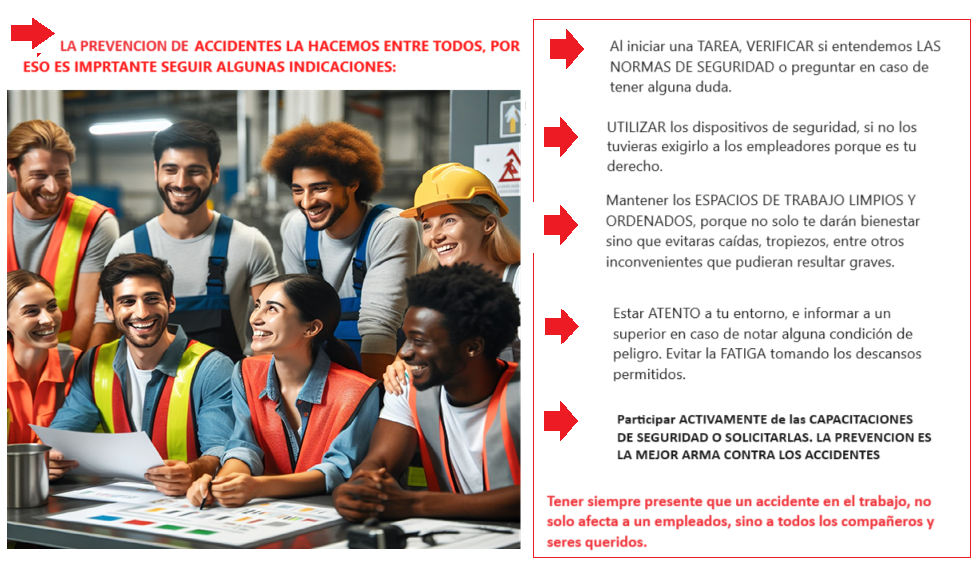 LA PREVENCION DE ACCIDENTES LA HACEMOS ENTRE TODOS, POR
ESO ES IMPRTANTE SEGUIR ALGUNAS INDICACIONES:
Al iniciar una TAREA, VERIFICAR si entendemos LAS
NORMAS DE SEGURIDAD o preguntar en caso de
tener alguna duda.
UTILIZAR los dispositivos de seguridad, si no los
tuvieras exigirlo a los empleadores porque es tu
derecho.
Mantener los ESPACIOS DE TRABAJO LIMPIOS Y
ORDENADOS, porque no solo te darán bienestar
sino que evitaras caídas, tropiezos, entre otros
inconvenientes que pudieran resultar graves.
Estar ATENTO a tu entorno, e informar a un
superior en caso de notar alguna condición de
peligro. Evitar la FATIGA tomando los descansos
permitidos.
Participar ACTIVAMENTE de las CAPACITACIONES
DE SEGURIDAD O SOLICITARLAS. LA PREVENCION ES
LA MEJOR ARMA CONTRA LOS ACCIDENTES
Tener siempre presente que un accidente en el trabajo, no
solo afecta a un empleados, sino a todos los compañeros y
seres queridos.